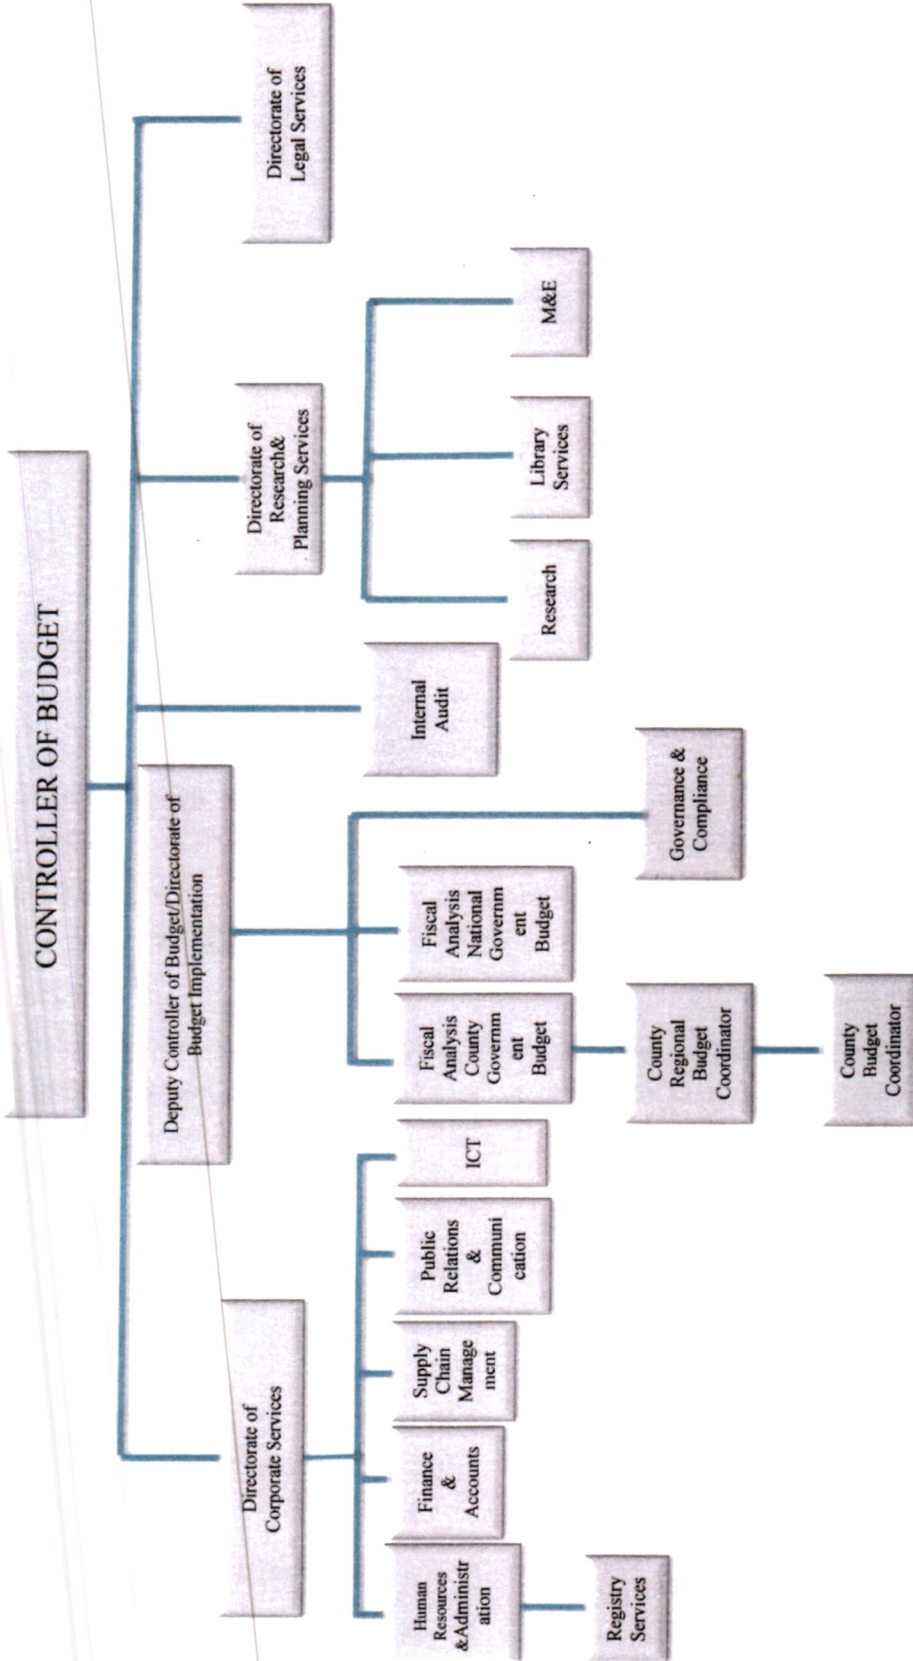 CONTROLLER OF BUDGET
Directorate of
Corporate Services
Deputy Controller of Budget/Directorate of
Budget Implementation
Internal
Audit
Directorate of
Research&
Planning Services
Directorate of
Legal Services
Human
Resources
&Administr
ation
Finance
&
Accounts
Supply
Chain
Manage
ment
Public
Relations
&
Communi
cation
ICT
Fiscal
Analysis
County
Governm
ent
Budget
Fiscal
Analysis
National
Governm
ent
Budget
Governance &
Compliance
Research
Library
Services
M&E
Registry
Services
County
Regional
Budget
Coordinator
County
Budget
Coordinator